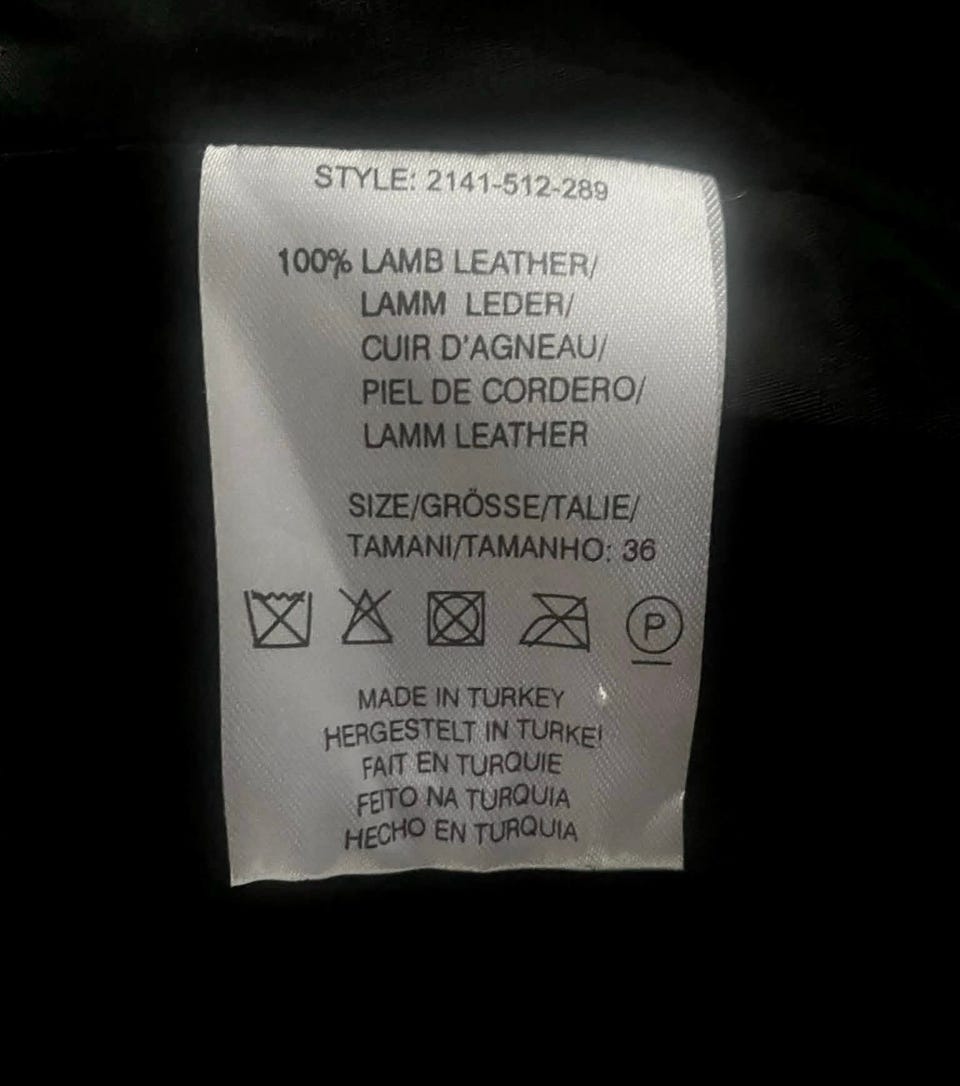 STYLE: 2141-512-289
100% LAMB LEATHER/
LAMM LEDER/
CUIR D'AGNEAU/
PIEL DE CORDERO/
LAMM LEATHER
SIZE/GRÖSSE/TALIE/
TAMANI/TAMANHO: 36
P
MADE IN TURKEY
HERGESTELT IN TURKEI
FAIT EN TURQUIE
FEITO NA TURQUIA
HECHO EN TURQUIA